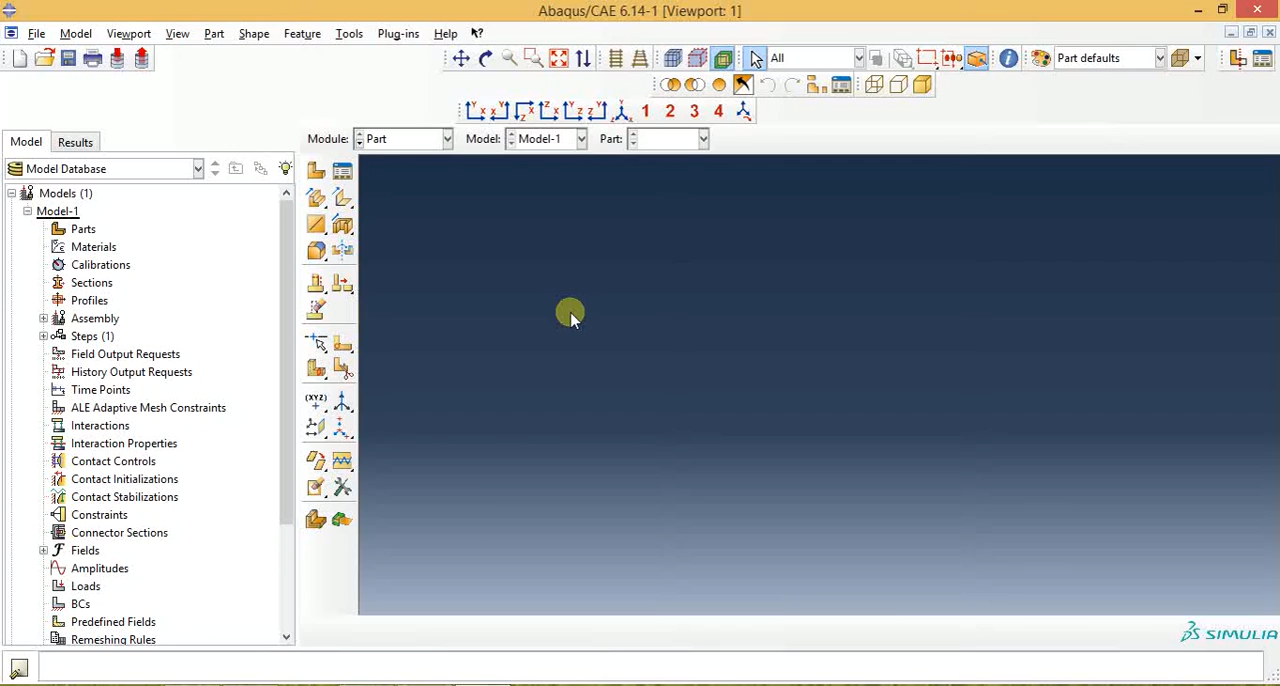 Abaqus/CAE 6.14-1 [Viewport: 1]
File Model Viewport View Part Shape Feature Tools Plug-ins Help
All Part defaults
1 2 3 4
Model Results Module: Part Model: Model-1 Part:
Model Database
Models (1)
Model-1
Parts
Materials
Calibrations
Sections
Profiles
Assembly
Steps (1)
Field Output Requests
History Output Requests
Time Points
ALE Adaptive Mesh Constraints
Interactions
Interaction Properties
Contact Controls
Contact Initializations
Contact Stabilizations
Constraints
Connector Sections
Fields
Amplitudes
Loads
BCs
Predefined Fields
Remeshing Rules
(XYZ)
SIMULIA